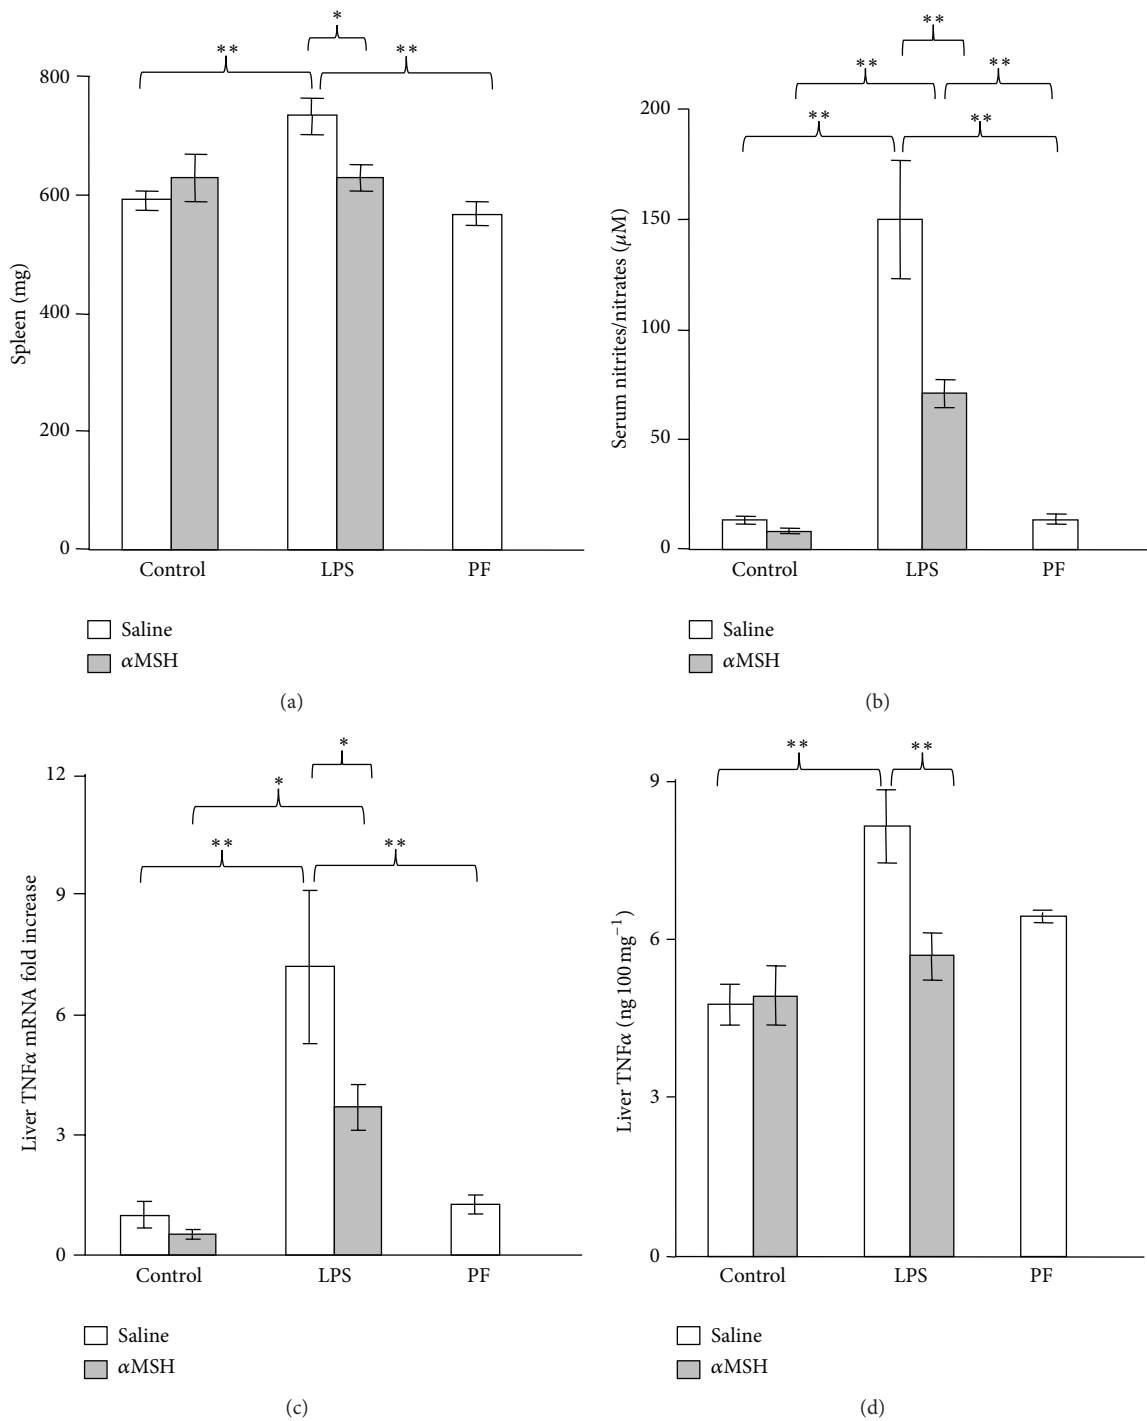 *
** **
800
600
400
200
0
Spleen (mg)
Control LPS PF
Saline
αMSH
(a)
**
** **
** **
200
150
100
50
0
Serum nitrites/nitrates (μM)
Control LPS PF
Saline
αMSH
(b)
*
*
** **
12
9
6
3
0
Liver TNFα mRNA fold increase
Control LPS PF
Saline
αMSH
(c)
** **
9
6
3
0
Liver TNFα (ng 100 mg⁻¹)
Control LPS PF
Saline
αMSH
(d)